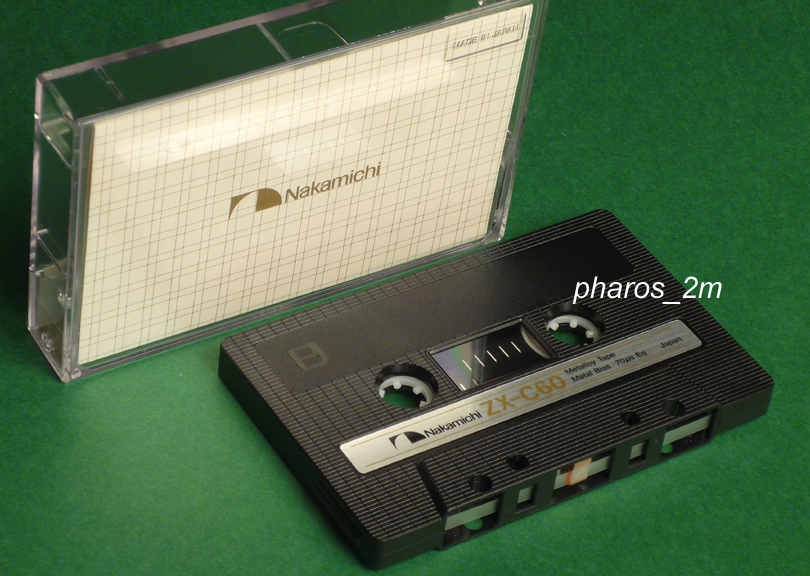 MADE IN JAPAN
Nakamichi
pharos_2m
B
Nakamichi ZX-C60 Metalloy Tape
Metal Bias 70μs Eq Japan